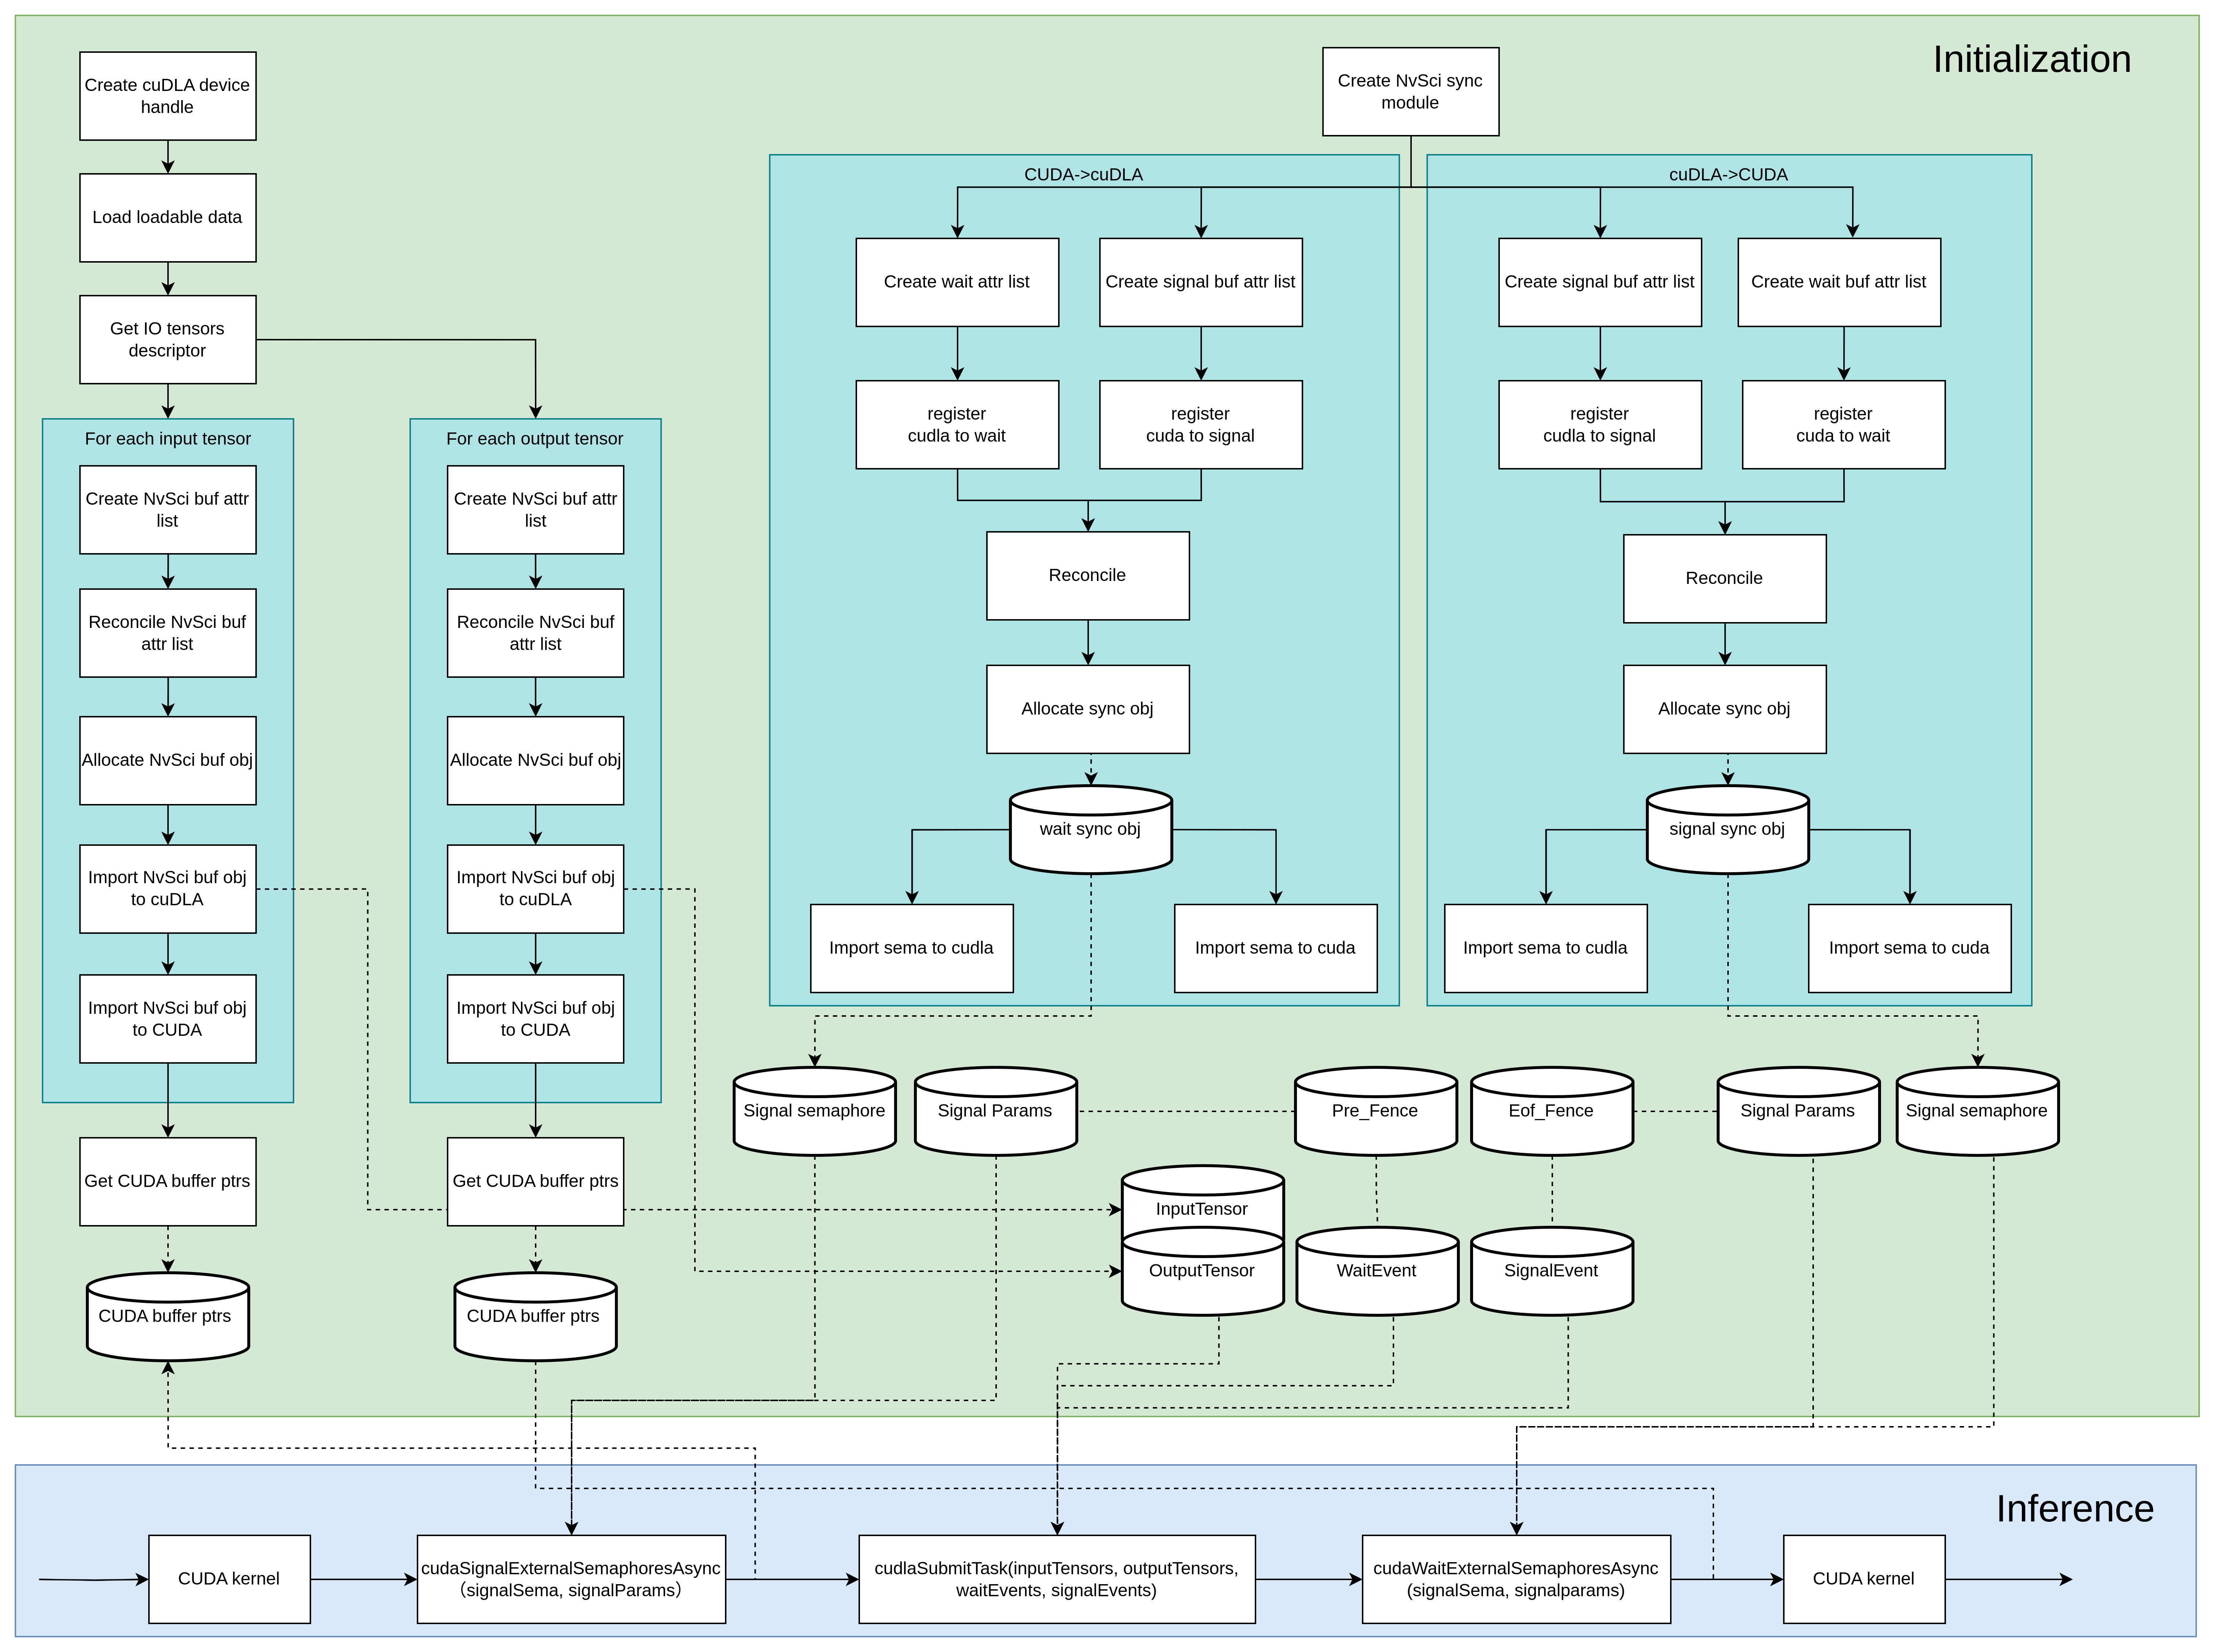 Initialization
Create cuDLA device
handle
Load loadable data
Get IO tensors
descriptor
For each input tensor
Create NvSci buf attr
list
Reconcile NvSci buf
attr list
Allocate NvSci buf obj
Import NvSci buf obj
to cuDLA
Import NvSci buf obj
to CUDA
Get CUDA buffer ptrs
CUDA buffer ptrs
For each output tensor
Create NvSci buf attr
list
Reconcile NvSci buf
attr list
Allocate NvSci buf obj
Import NvSci buf obj
to cuDLA
Import NvSci buf obj
to CUDA
Get CUDA buffer ptrs
CUDA buffer ptrs
Create NvSci sync
module
CUDA->cuDLA
Create wait attr list
Create signal buf attr list
register
cudla to wait
register
cuda to signal
Reconcile
Allocate sync obj
wait sync obj
Import sema to cudla
Import sema to cuda
cuDLA->CUDA
Create signal buf attr list
Create wait buf attr list
register
cudla to signal
register
cuda to wait
Reconcile
Allocate sync obj
signal sync obj
Import sema to cudla
Import sema to cuda
Signal semaphore
Signal Params
Pre_Fence
Eof_Fence
Signal Params
Signal semaphore
InputTensor
OutputTensor
WaitEvent
SignalEvent
Inference
CUDA kernel
cudaSignalExternalSemaphoresAsync
（signalSema, signalParams）
cudlaSubmitTask(inputTensors, outputTensors,
waitEvents, signalEvents)
cudaWaitExternalSemaphoresAsync
(signalSema, signalparams)
CUDA kernel